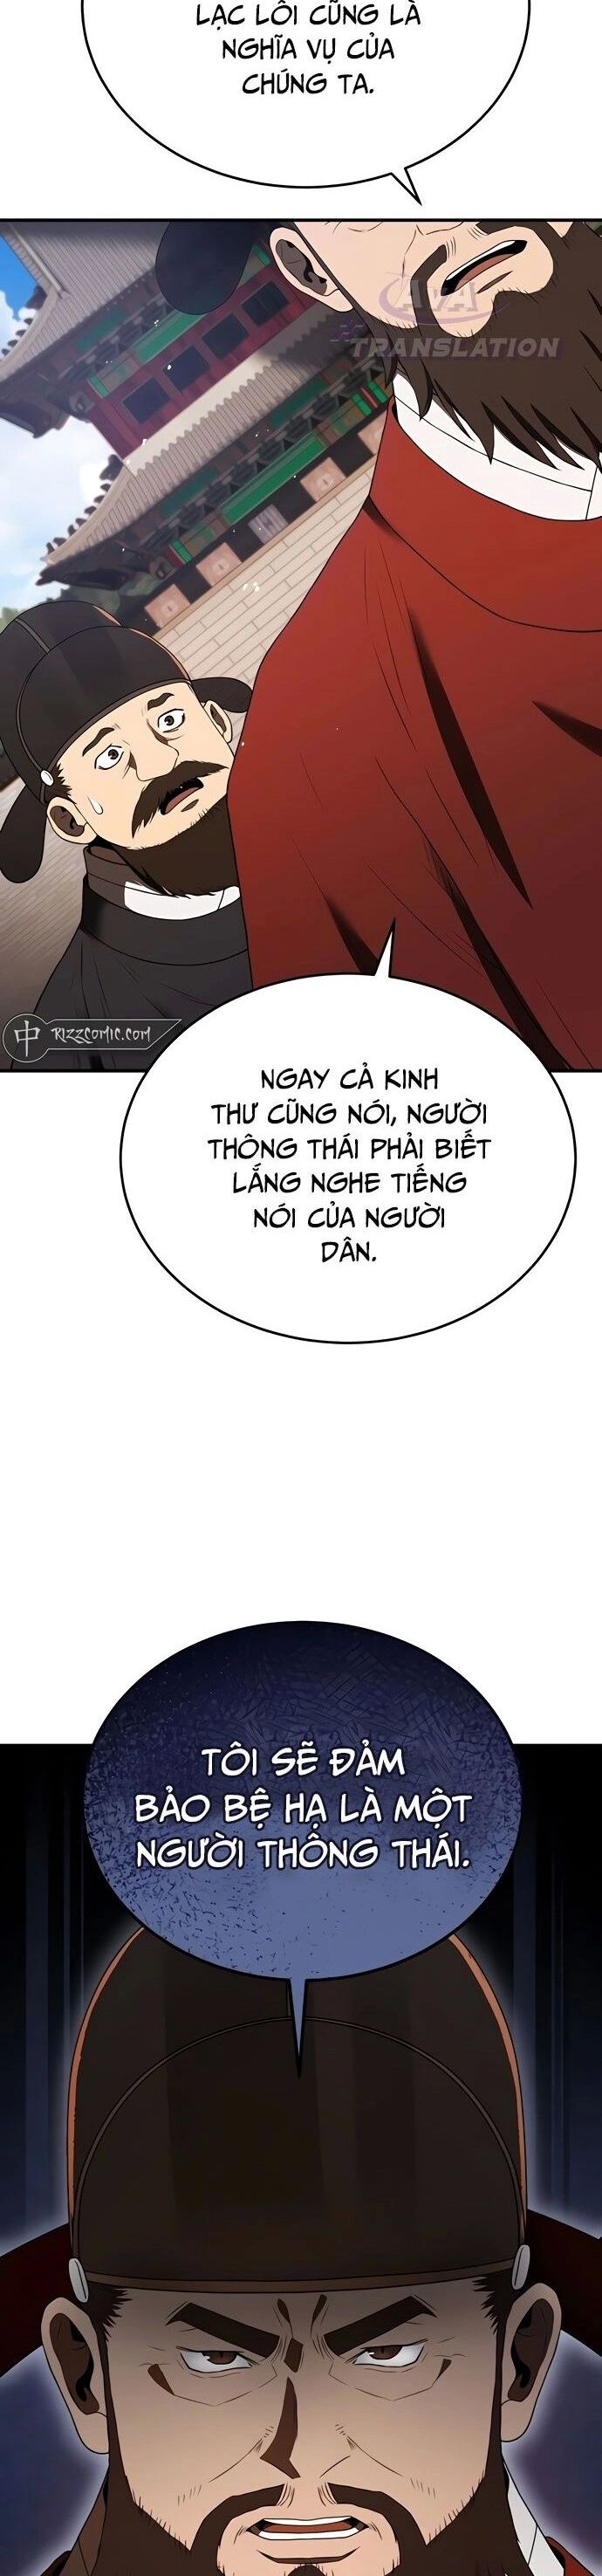 LẠC LỐI CŨNG LÀ
NGHĨA VỤ CỦA
CHÚNG TA.
AVA
TRANSLATION
中 RIZZCOMIC.COM
NGAY CẢ KINH
THƯ CŨNG NÓI, NGƯỜI
THÔNG THÁI PHẢI BIẾT
LẮNG NGHE TIẾNG
NÓI CỦA NGƯỜI
DÂN.
TÔI SẼ ĐẢM
BẢO BỆ HẠ LÀ MỘT
NGƯỜI THÔNG THÁI.